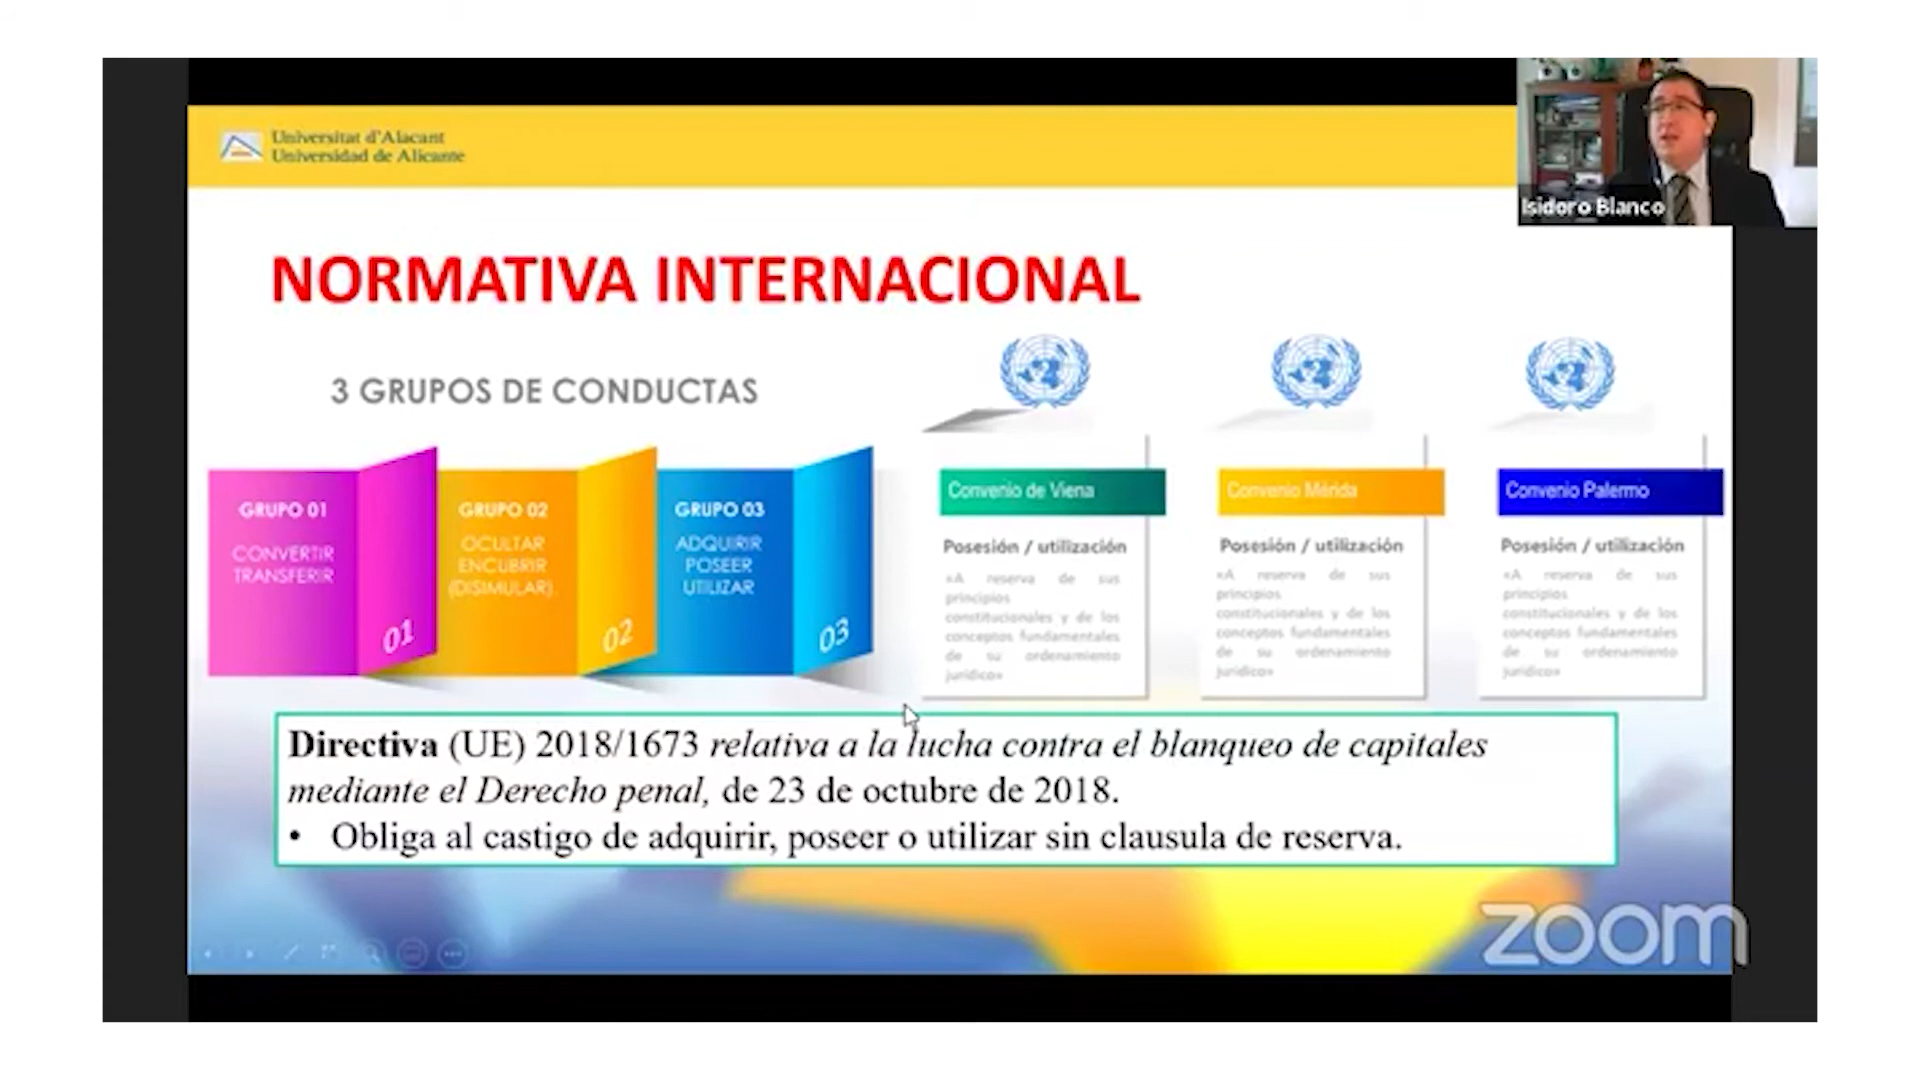 Universitat d'Alacant
Universidad de Alicante
Isidoro Blanco
NORMATIVA INTERNACIONAL
3 GRUPOS DE CONDUCTAS
GRUPO 01
CONVERTIR
TRANSFERIR
01
GRUPO 02
OCULTAR
ENCUBRIR
(DISIMULAR)
02
GRUPO 03
ADQUIRIR
POSEER
UTILIZAR
03
Convenio de Viena
Posesión / utilización
«A reserva de sus
principios
constitucionales y de los
conceptos fundamentales
de su ordenamiento
jurídico»
Convenio Mérida
Posesión / utilización
«A reserva de sus
principios
constitucionales y de los
conceptos fundamentales
de su ordenamiento
jurídico»
Convenio Palermo
Posesión / utilización
«A reserva de sus
principios
constitucionales y de los
conceptos fundamentales
de su ordenamiento
jurídico»
Directiva (UE) 2018/1673 relativa a la lucha contra el blanqueo de capitales
mediante el Derecho penal, de 23 de octubre de 2018.
• Obliga al castigo de adquirir, poseer o utilizar sin clausula de reserva.
zoom